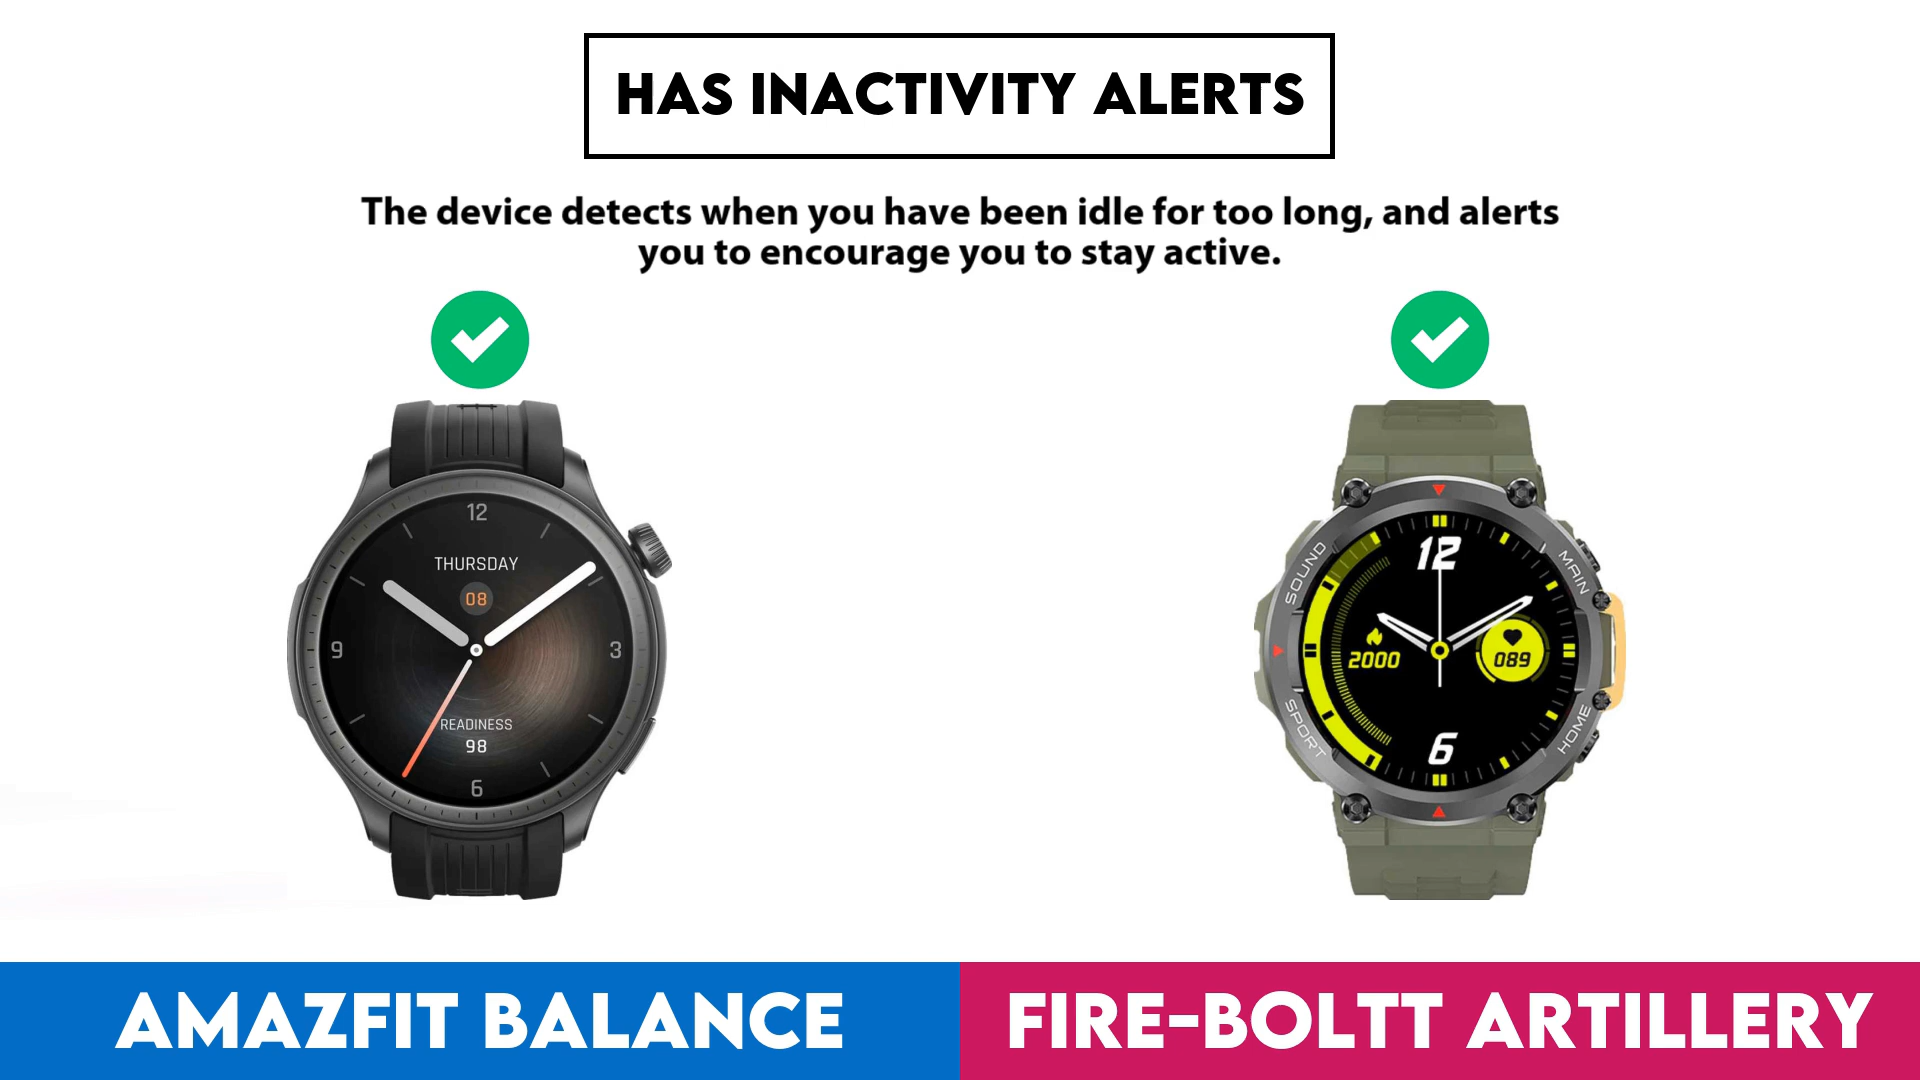 HAS INACTIVITY ALERTS
The device detects when you have been idle for too long, and alerts
you to encourage you to stay active.
12
THURSDAY
08
9
3
READINESS
98
6
SOUND
MAIN
12
2000
089
SPORT
HOME
6
AMAZFIT BALANCE
FIRE-BOLTT ARTILLERY